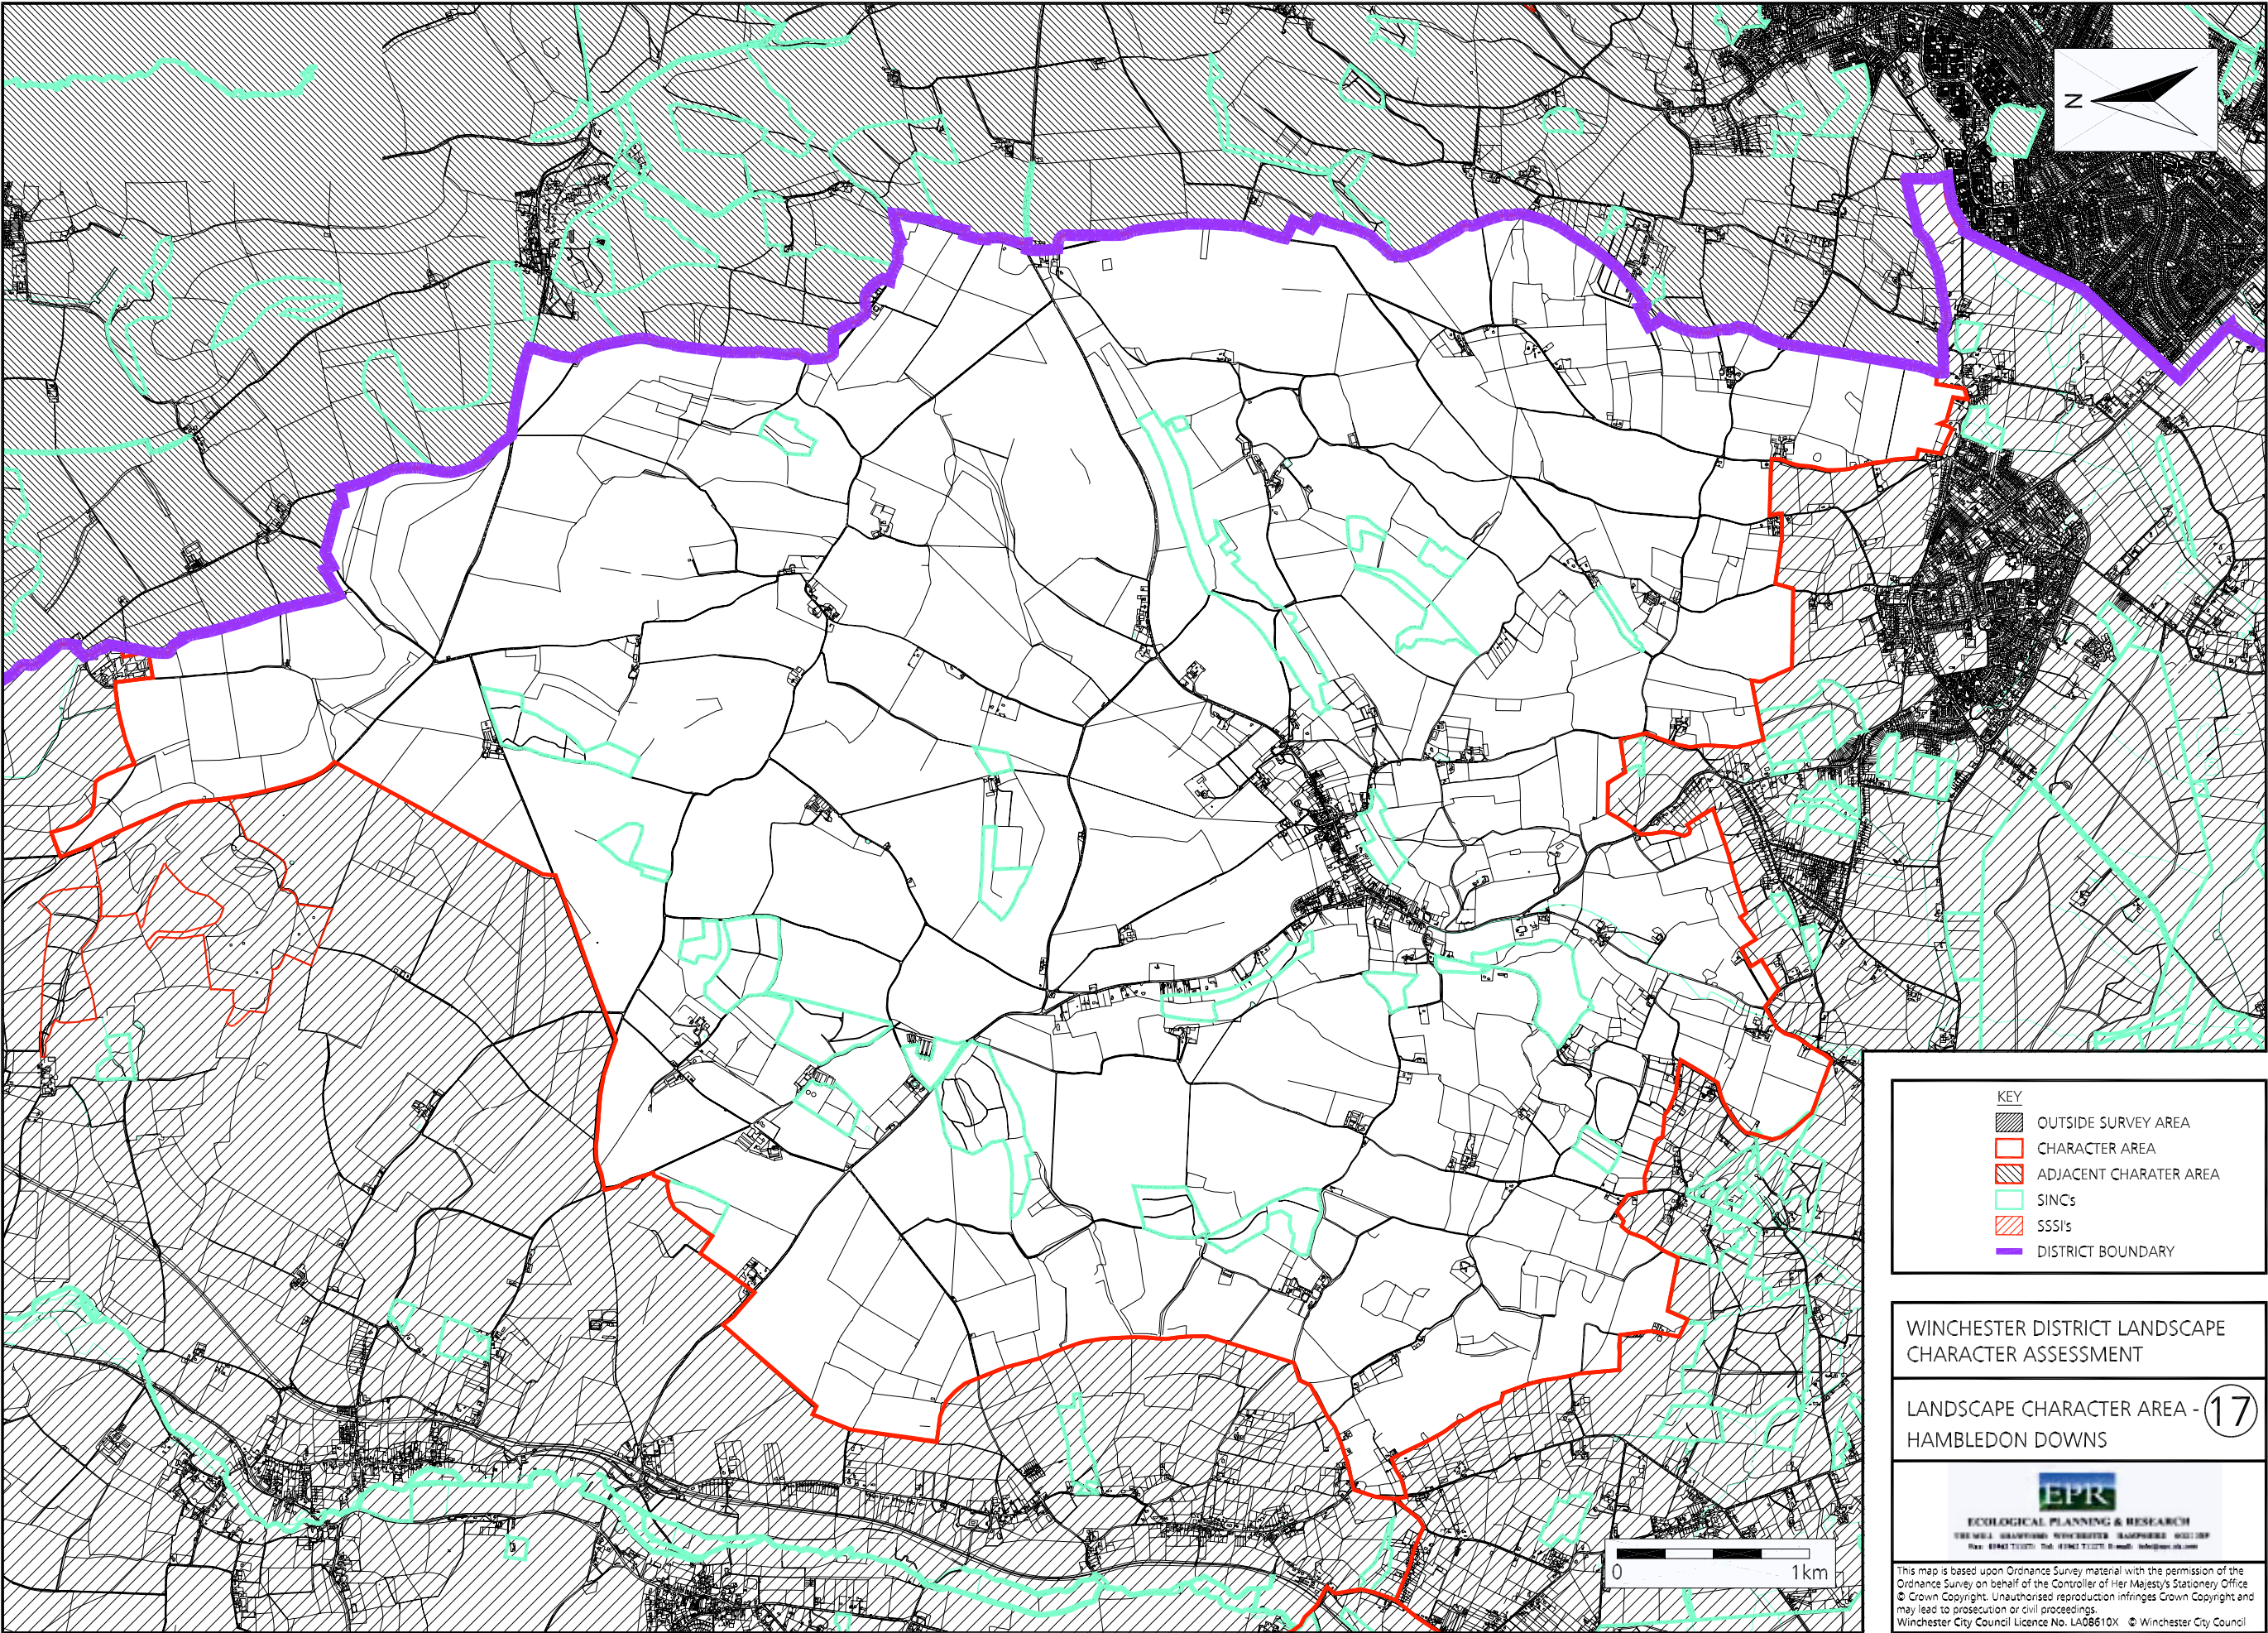 N
KEY
OUTSIDE SURVEY AREA
CHARACTER AREA
ADJACENT CHARATER AREA
SINC's
SSSI's
DISTRICT BOUNDARY
WINCHESTER DISTRICT LANDSCAPE
CHARACTER ASSESSMENT
LANDSCAPE CHARACTER AREA - 17
HAMBLEDON DOWNS
EPR
ECOLOGICAL PLANNING & RESEARCH
0 1km
This map is based upon Ordnance Survey material with the permission of the
Ordnance Survey on behalf of the Controller of Her Majesty's Stationery Office
© Crown Copyright. Unauthorised reproduction infringes Crown Copyright and
may lead to prosecution or civil proceedings.
Winchester City Council Licence No. LA08610X © Winchester City Council